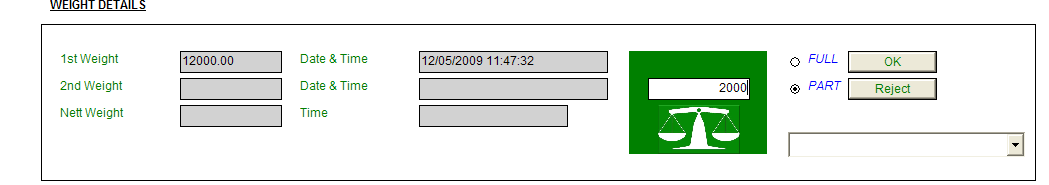 WEIGHT DETAILS
1st Weight 12000.00 Date & Time 12/05/2009 11:47:32 FULL OK
2nd Weight Date & Time 2000 PART Reject
Nett Weight Time